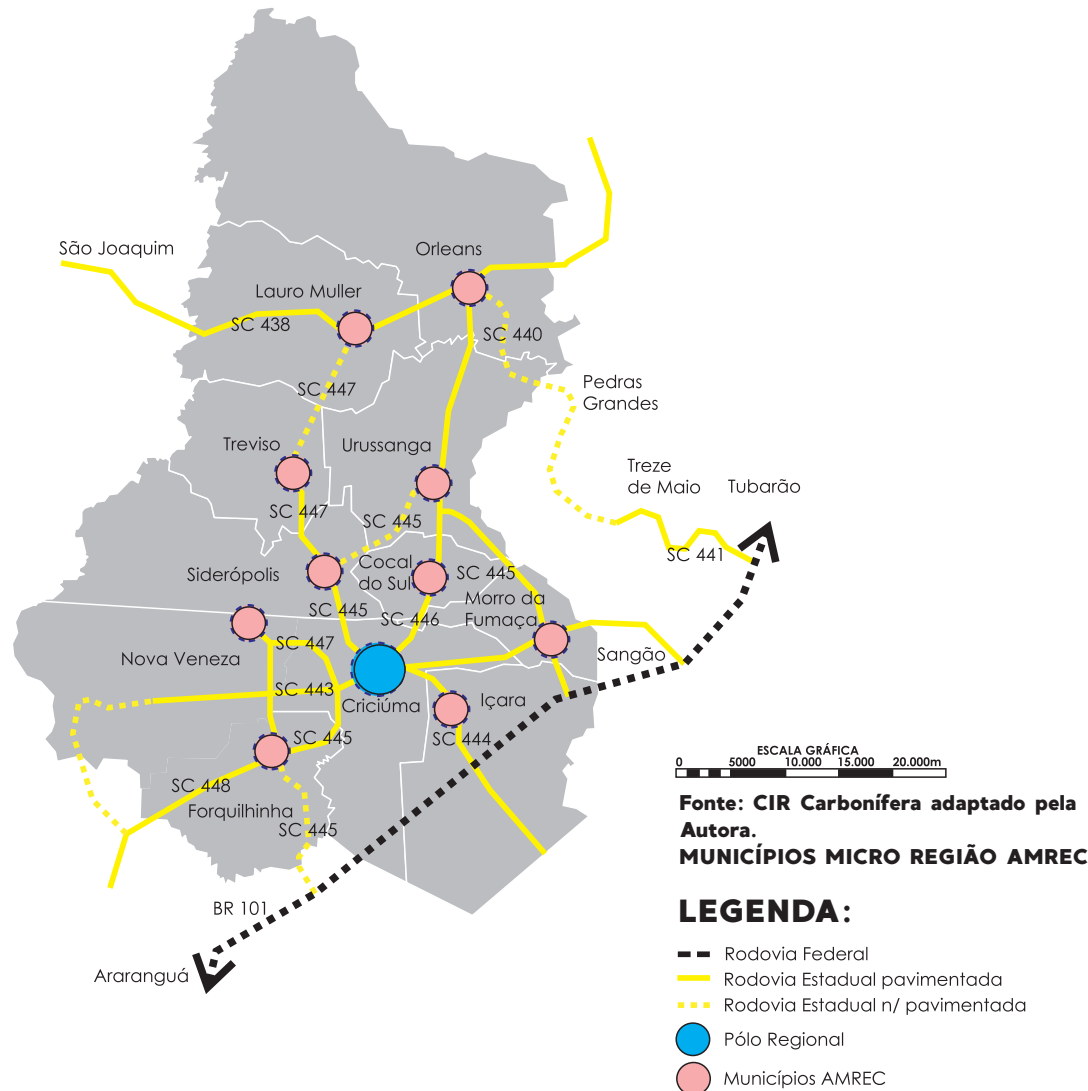 São Joaquim
Orleans
Lauro Muller
SC 438
SC 440
SC 447
Pedras
Grandes
Treviso
Urussanga
Treze
de Maio
Tubarão
SC 447
SC 445
SC 441
Siderópolis
Cocal
do Sul
SC 445
SC 445
SC 446
Morro da
Fumaça
SC 447
Nova Veneza
Sangão
SC 443
Criciúma
Içara
SC 445
SC 444
SC 448
Forquilhinha
SC 445
BR 101
Araranguá
ESCALA GRÁFICA
0 5000 10.000 15.000 20.000m
Fonte: CIR Carbonífera adaptado pela
Autora.
MUNICÍPIOS MICRO REGIÃO AMREC
LEGENDA:
Rodovia Federal
Rodovia Estadual pavimentada
Rodovia Estadual n/ pavimentada
Pólo Regional
Municípios AMREC